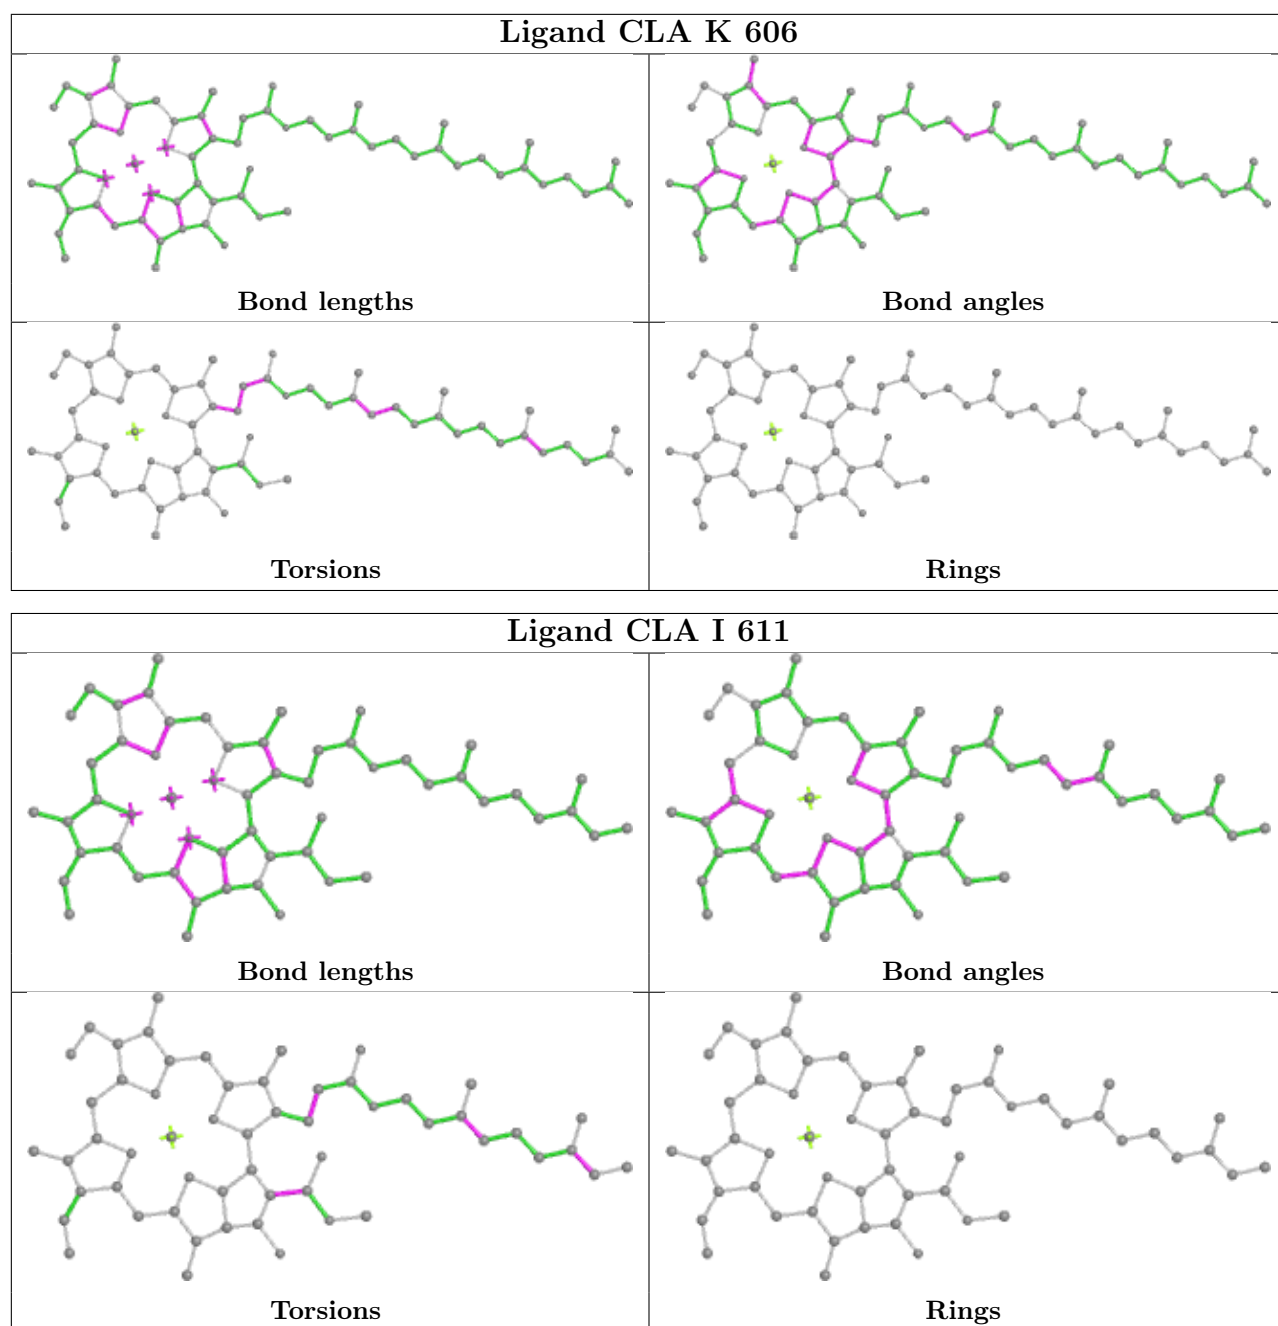 Ligand CLA K 606
Bond lengths
Bond angles
Torsions
Rings
Ligand CLA I 611
Bond lengths
Bond angles
Torsions
Rings